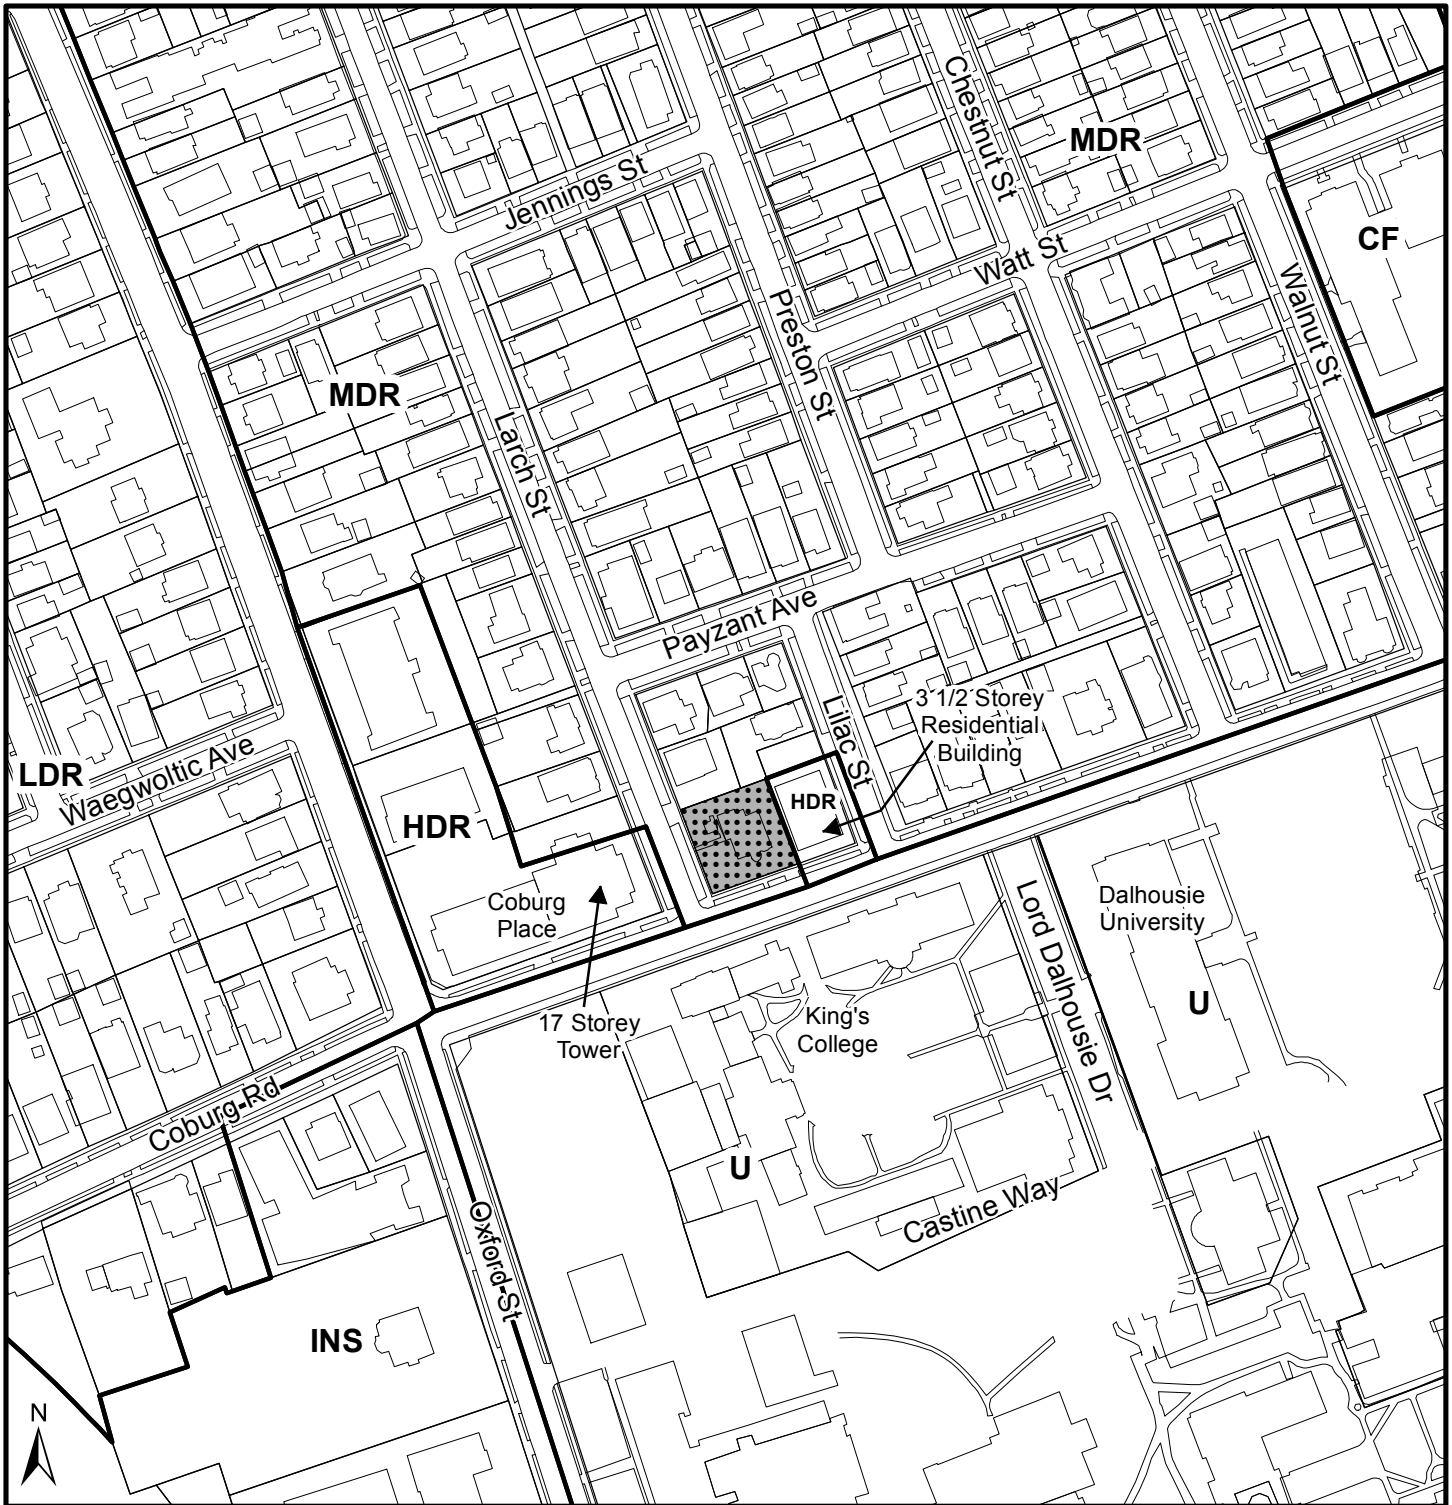 Chestnut St
MDR
Jennings St
CF
Watt St
Walnut St
Preston St
MDR
Larch St
Payzant Ave
3 1/2 Storey
Residential
Building
Lilac St
Waegwoltic Ave
LDR
HDR
HDR
Coburg
Place
Dalhousie
University
Lord Dalhousie Dr
U
17 Storey
Tower
King's
College
Coburg Rd
U
Castine Way
Oxford St
INS
N